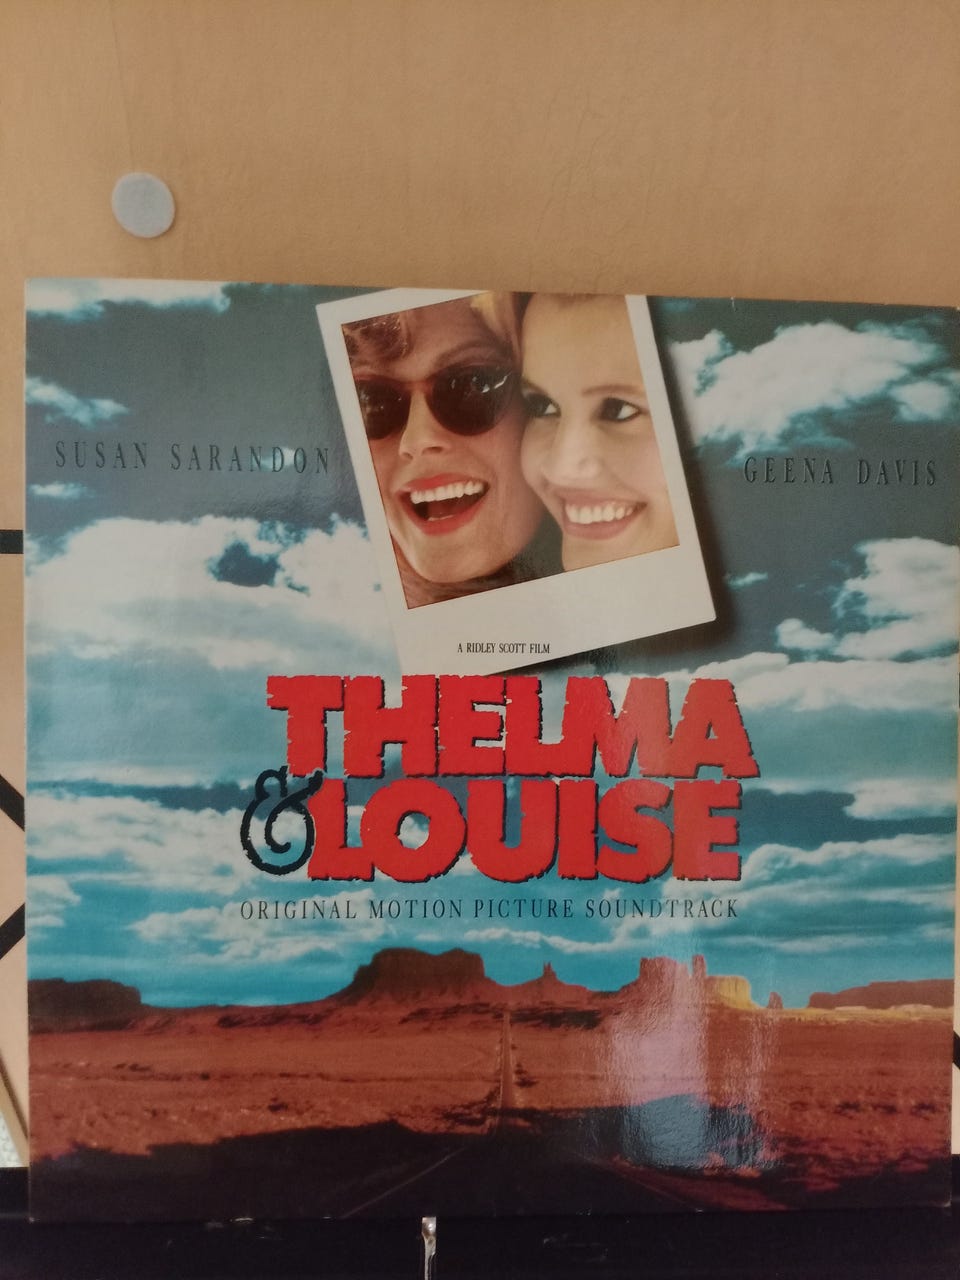 SUSAN SARANDON
GEENA DAVIS
A RIDLEY SCOTT FILM
THELMA
& LOUISE
ORIGINAL MOTION PICTURE SOUNDTRACK